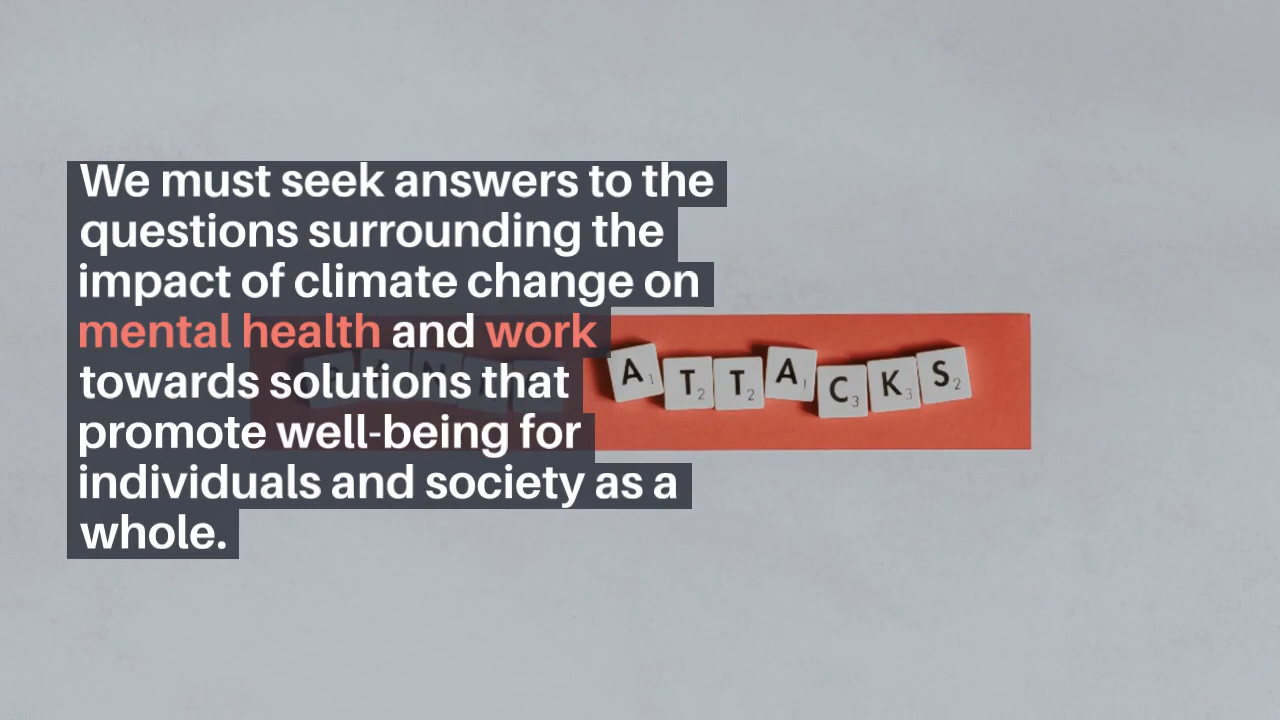 We must seek answers to the
questions surrounding the
impact of climate change on
mental health and work
towards solutions that
promote well-being for
individuals and society as a
whole.
ATTACKS